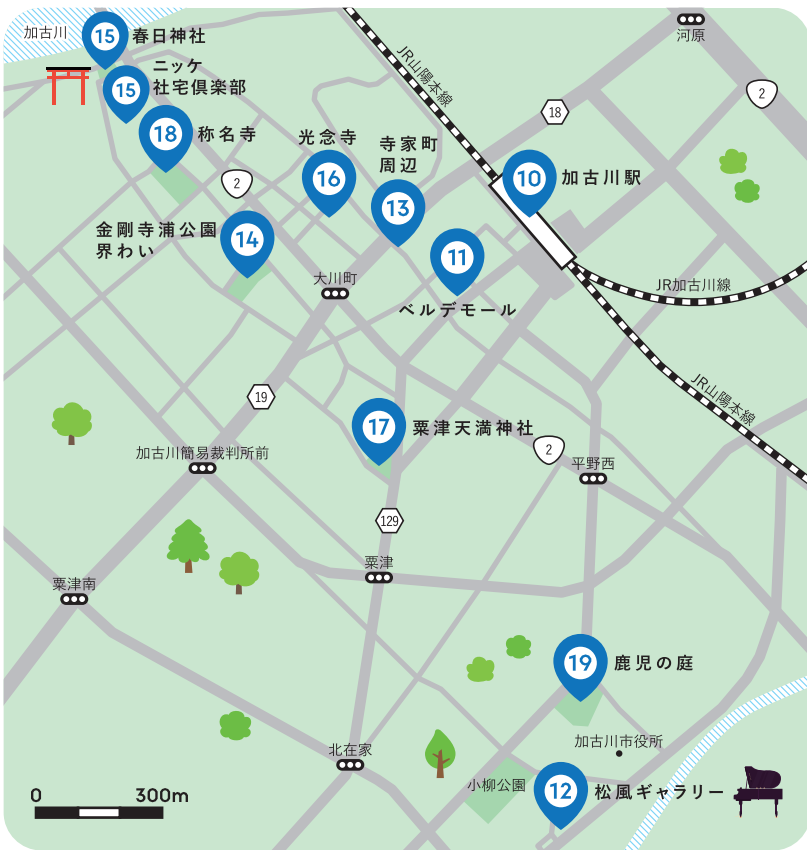 加古川
15
春日神社
15
ニッケ
社宅倶楽部
18
称名寺
2
光念寺
16
寺家町
周辺
13
JR山陽本線
18
河原
2
10
加古川駅
金剛寺浦公園
界わい
14
11
ベルデモール
大川町
JR加古川線
JR山陽本線
19
17
粟津天満神社
2
平野西
加古川簡易裁判所前
129
粟津
粟津南
19
鹿児の庭
加古川市役所
北在家
小柳公園
12
松風ギャラリー
0
300m